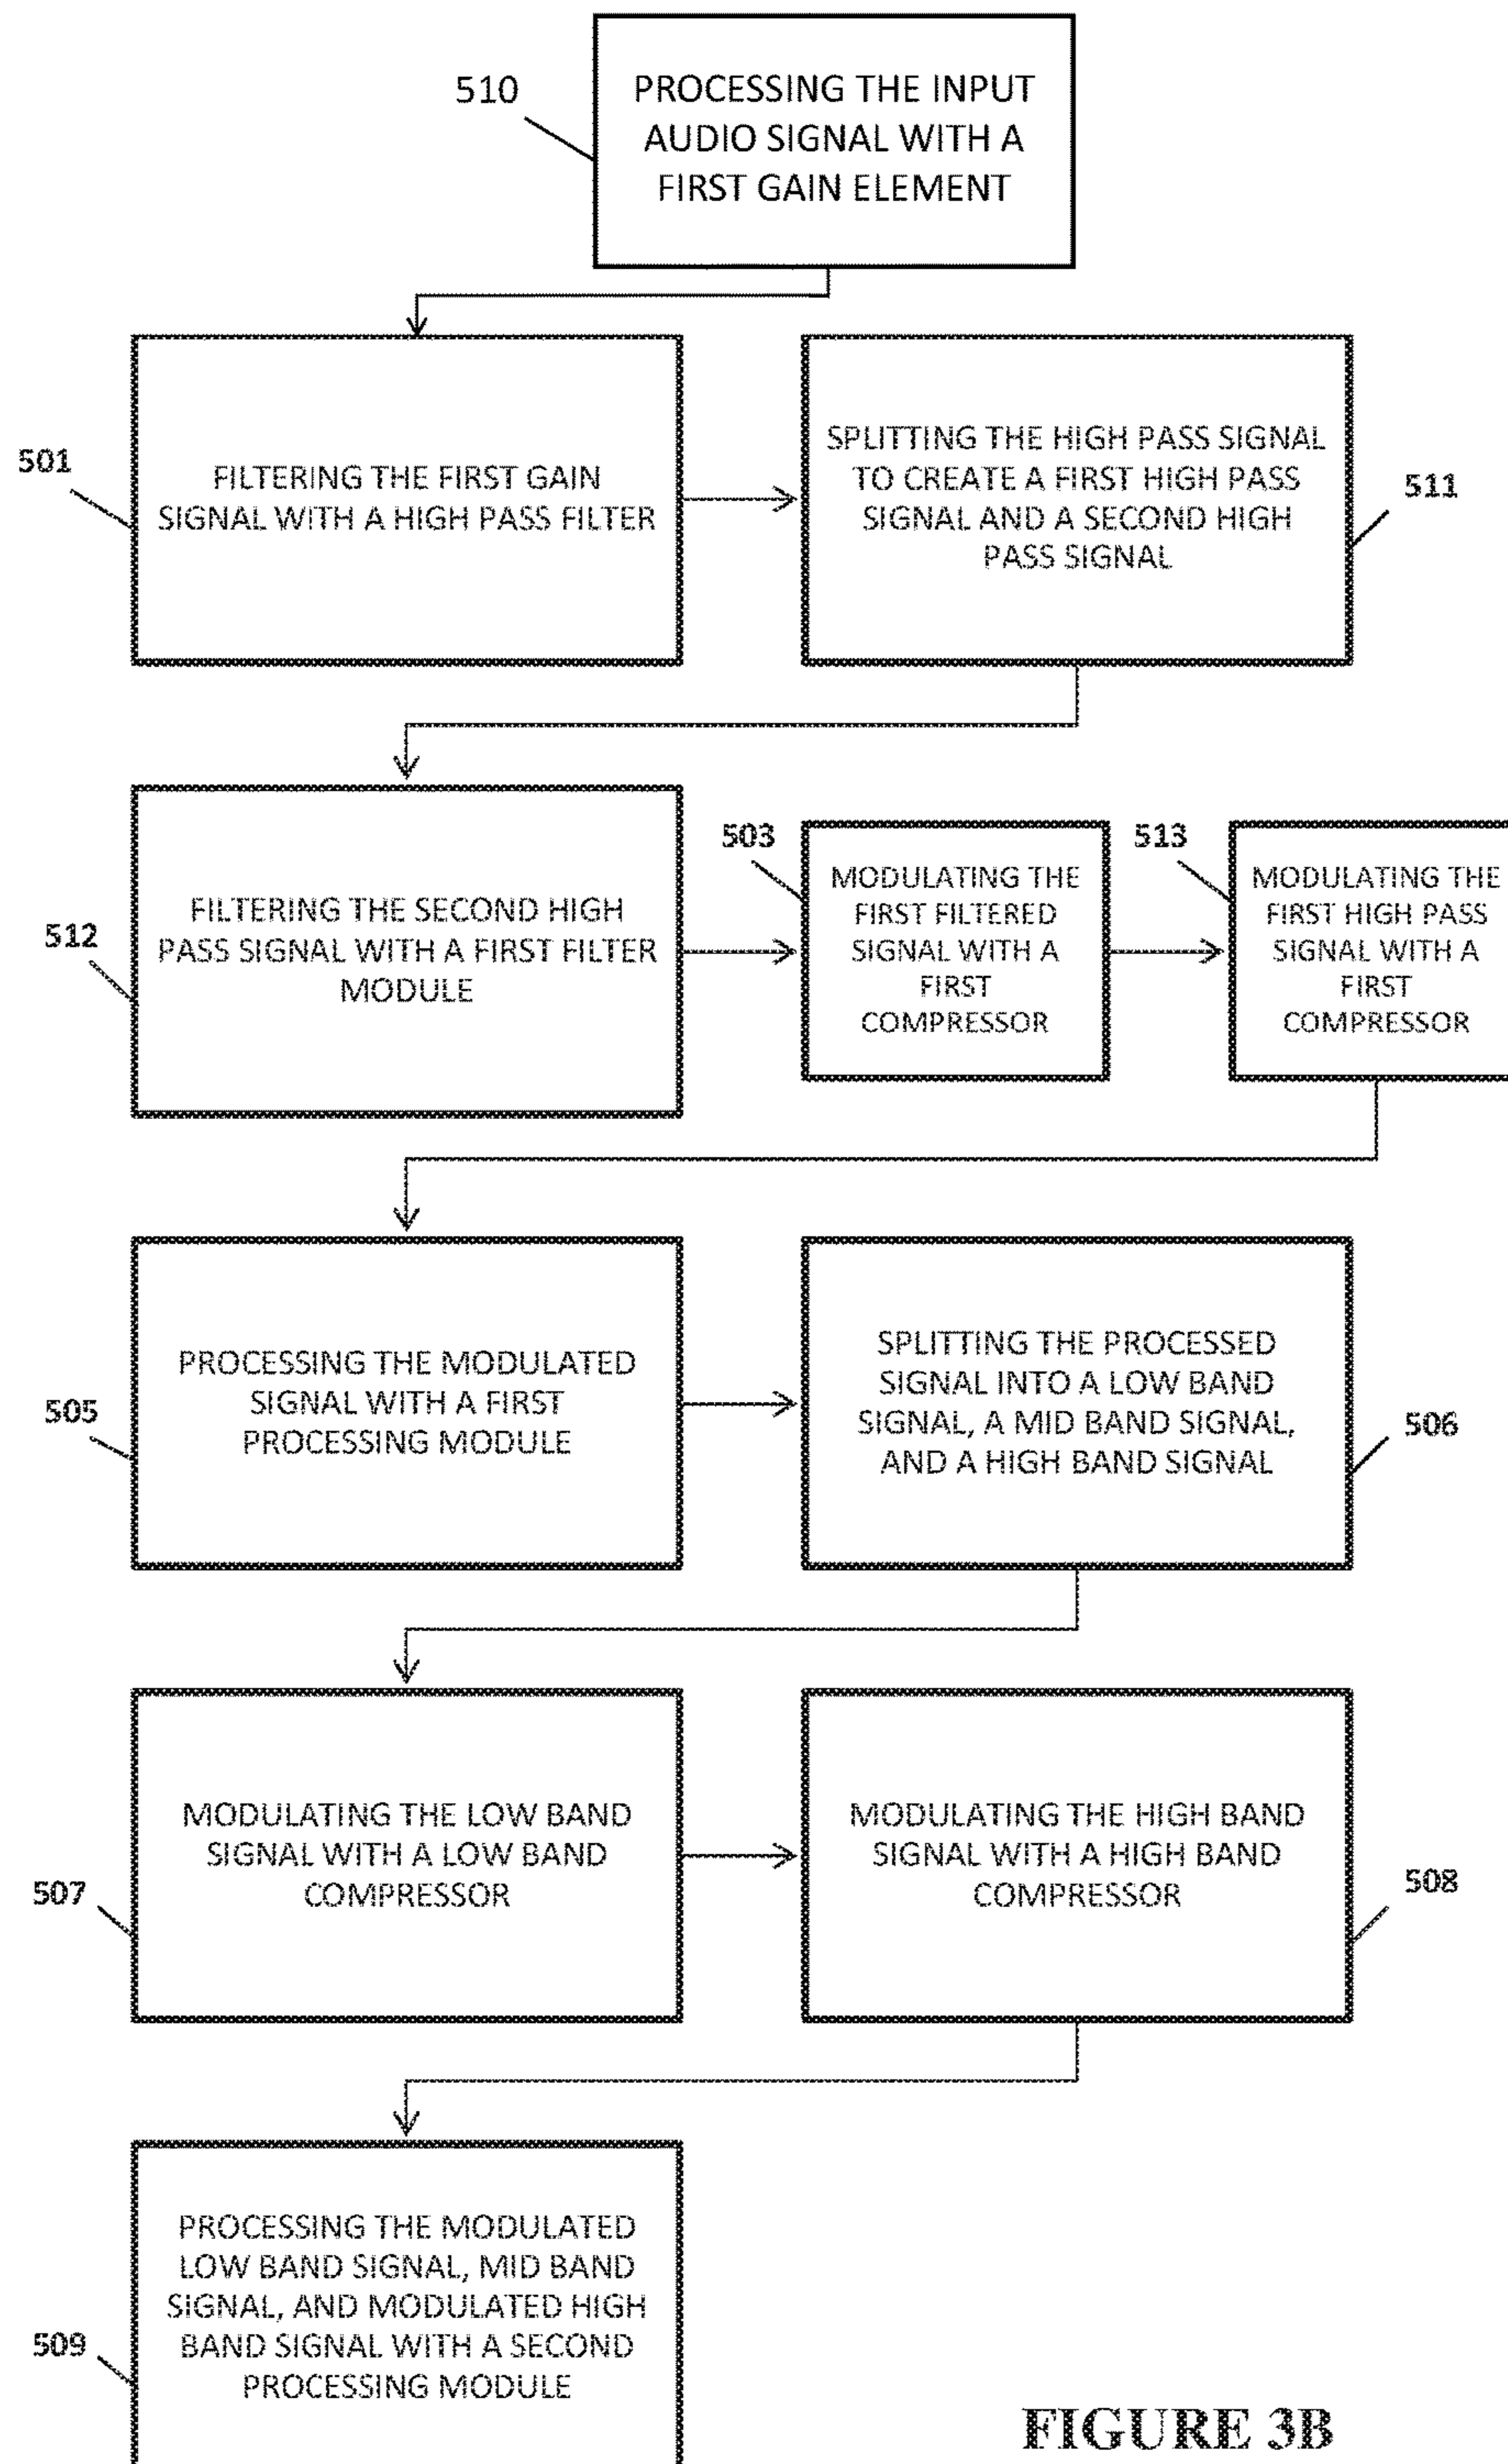 510
PROCESSING THE INPUT
AUDIO SIGNAL WITH A
FIRST GAIN ELEMENT
501
FILTERING THE FIRST GAIN
SIGNAL WITH A HIGH PASS FILTER
SPLITTING THE HIGH PASS SIGNAL
TO CREATE A FIRST HIGH PASS
SIGNAL AND A SECOND HIGH
PASS SIGNAL
511
512
FILTERING THE SECOND HIGH
PASS SIGNAL WITH A FIRST FILTER
MODULE
503
MODULATING THE
FIRST FILTERED
SIGNAL WITH A
FIRST
COMPRESSOR
513
MODULATING THE
FIRST HIGH PASS
SIGNAL WITH A
FIRST
COMPRESSOR
505
PROCESSING THE MODULATED
SIGNAL WITH A FIRST
PROCESSING MODULE
SPLITTING THE PROCESSED
SIGNAL INTO A LOW BAND
SIGNAL, A MID BAND SIGNAL,
AND A HIGH BAND SIGNAL
506
507
MODULATING THE LOW BAND
SIGNAL WITH A LOW BAND
COMPRESSOR
MODULATING THE HIGH BAND
SIGNAL WITH A HIGH BAND
COMPRESSOR
508
509
PROCESSING THE MODULATED
LOW BAND SIGNAL, MID BAND
SIGNAL, AND MODULATED HIGH
BAND SIGNAL WITH A SECOND
PROCESSING MODULE
FIGURE 3B